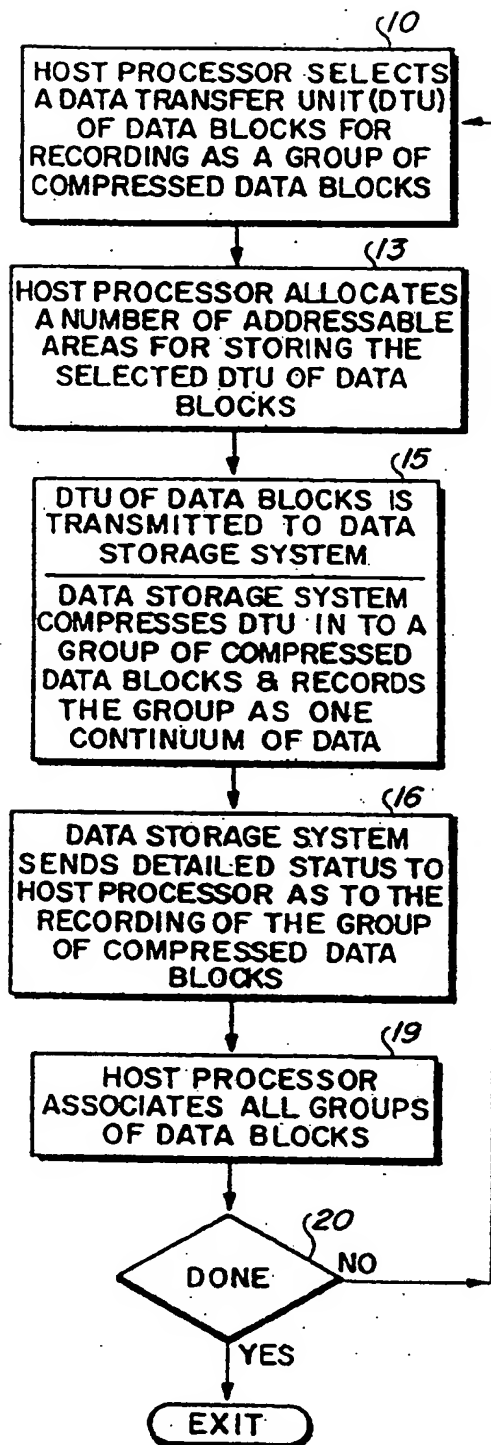 10
HOST PROCESSOR SELECTS
A DATA TRANSFER UNIT (DTU)
OF DATA BLOCKS FOR
RECORDING AS A GROUP OF
COMPRESSED DATA BLOCKS
13
HOST PROCESSOR ALLOCATES
A NUMBER OF ADDRESSABLE
AREAS FOR STORING THE
SELECTED DTU OF DATA
BLOCKS
15
DTU OF DATA BLOCKS IS
TRANSMITTED TO DATA
STORAGE SYSTEM
DATA STORAGE SYSTEM
COMPRESSES DTU IN TO A
GROUP OF COMPRESSED
DATA BLOCKS & RECORDS
THE GROUP AS ONE
CONTINUUM OF DATA
16
DATA STORAGE SYSTEM
SENDS DETAILED STATUS TO
HOST PROCESSOR AS TO THE
RECORDING OF THE GROUP
OF COMPRESSED DATA
BLOCKS
19
HOST PROCESSOR
ASSOCIATES ALL GROUPS
OF DATA BLOCKS
20
DONE
NO
YES
EXIT